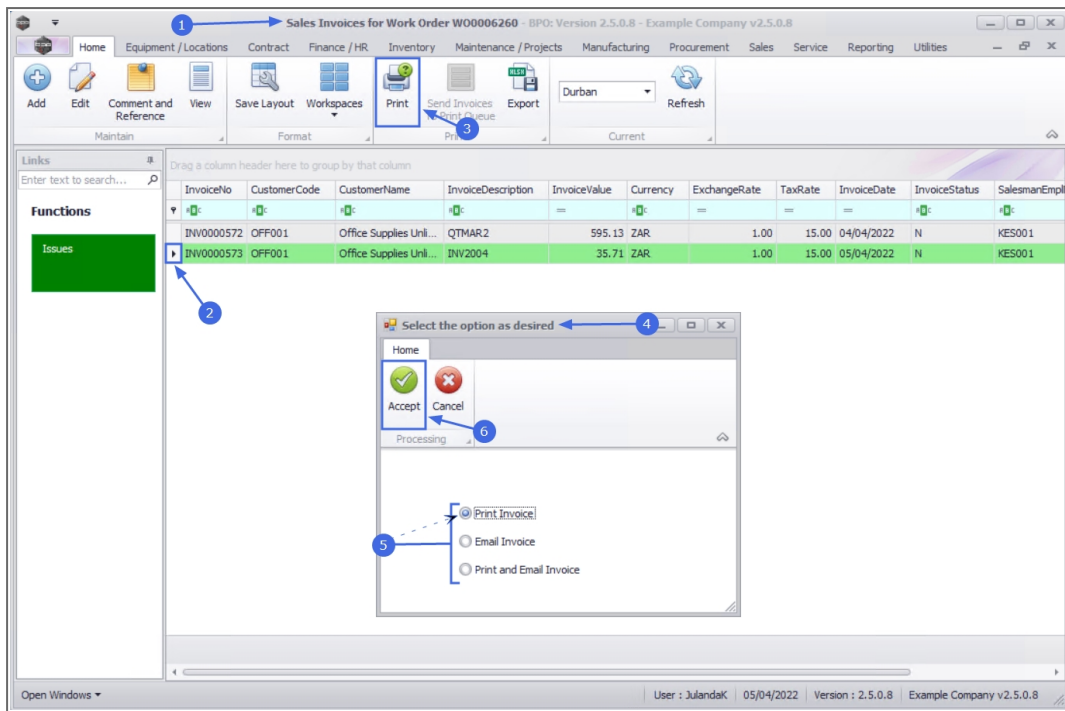 1
Sales Invoices for Work Order WO0006260 - BPO: Version 2.5.0.8 - Example Company v2.5.0.8
Home Equipment / Locations Contract Finance / HR Inventory Maintenance / Projects Manufacturing Procurement Sales Service Reporting Utilities
Add Edit Comment and Reference View Save Layout Workspaces Print Send Invoices Print Queue Export Durban Refresh
3
Maintain Format Current
Links
Drag a column header here to group by that column
Enter text to search...
InvoiceNo CustomerCode CustomerName InvoiceDescription InvoiceValue Currency ExchangeRate TaxRate InvoiceDate InvoiceStatus
Functions
INV0000572 OFF001 Office Supplies Unli... QTMAR2 595.13 ZAR 1.00 15.00 04/04/2022 N KES001
Issues
INV0000573 OFF001 Office Supplies Unli... INV2004 35.71 ZAR 1.00 15.00 05/04/2022 N KES001
2
Select the option as desired
4
Home
Accept Cancel
6
Processing
5
Print Invoice
Email Invoice
Print and Email Invoice
Open Windows
User : JulandaK 05/04/2022 Version : 2.5.0.8 Example Company v2.5.0.8